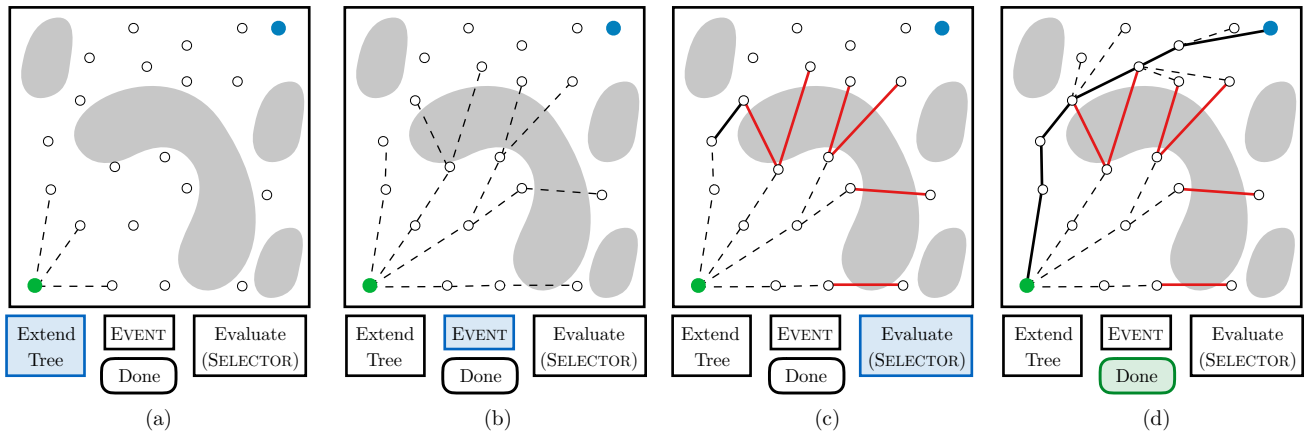 Extend
Tree
EVENT
Done
Evaluate
(SELECTOR)
(a)
Extend
Tree
EVENT
Done
Evaluate
(SELECTOR)
(b)
Extend
Tree
EVENT
Done
Evaluate
(SELECTOR)
(c)
Extend
Tree
EVENT
Done
Evaluate
(SELECTOR)
(d)